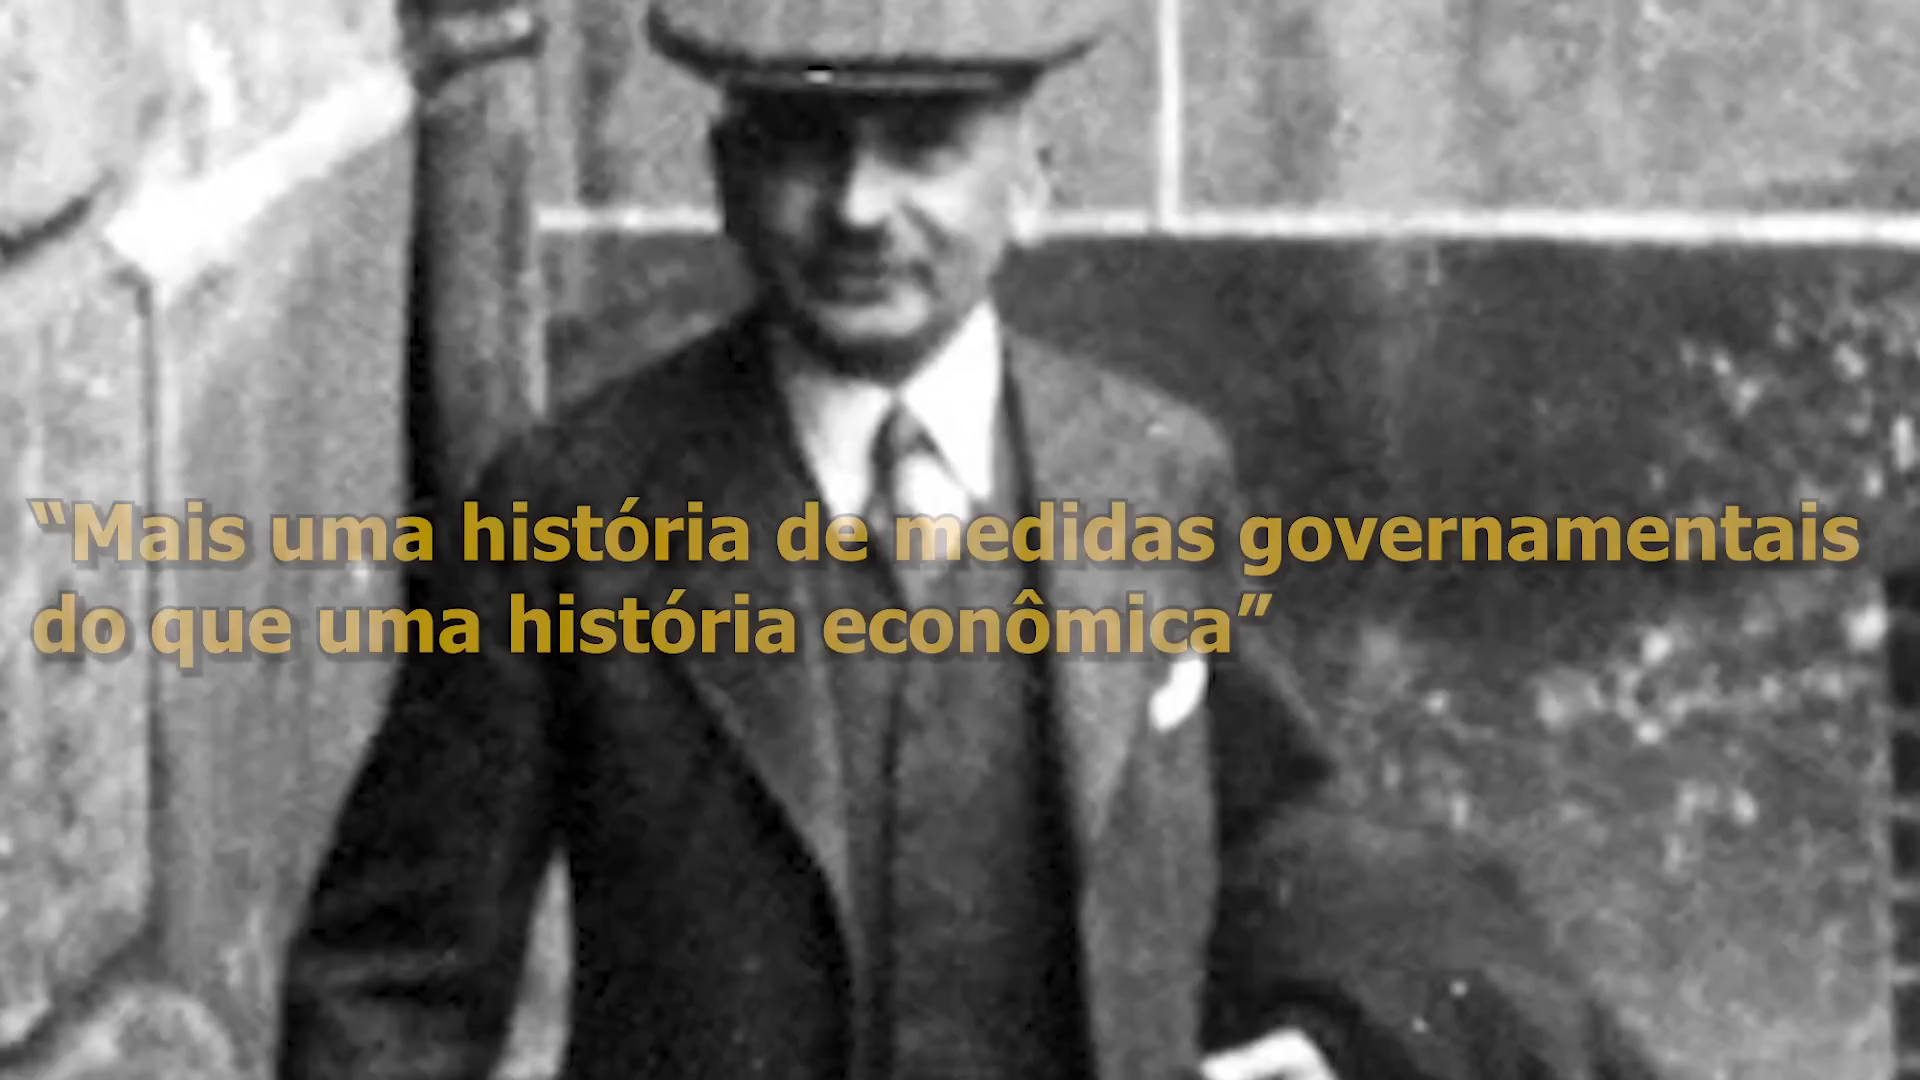 “Mais uma história de medidas governamentais
do que uma história econômica”